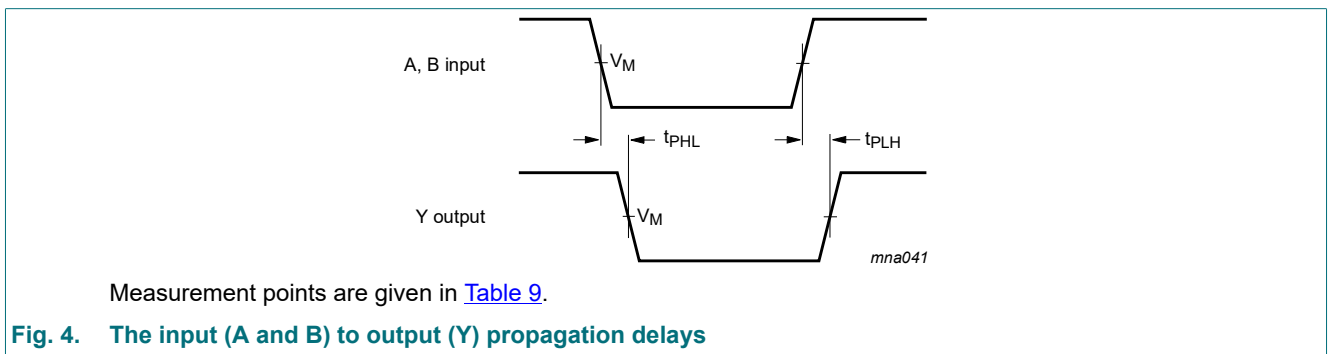 A, B input
VM
tPHL
tPLH
Y output
VM
mna041
Measurement points are given in Table 9.
Fig. 4. The input (A and B) to output (Y) propagation delays